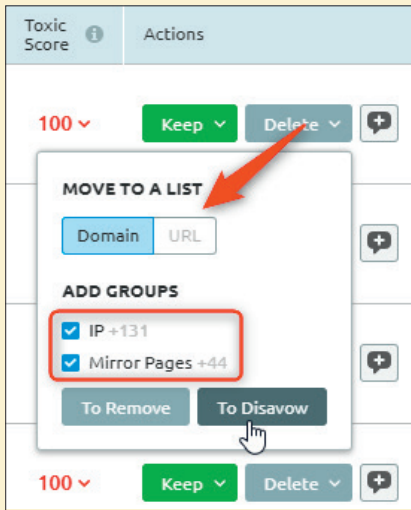 Toxic Score Actions
100 Keep Delete
MOVE TO A LIST
Domain URL
ADD GROUPS
IP +131
Mirror Pages +44
To Remove To Disavow
100 Keep Delete